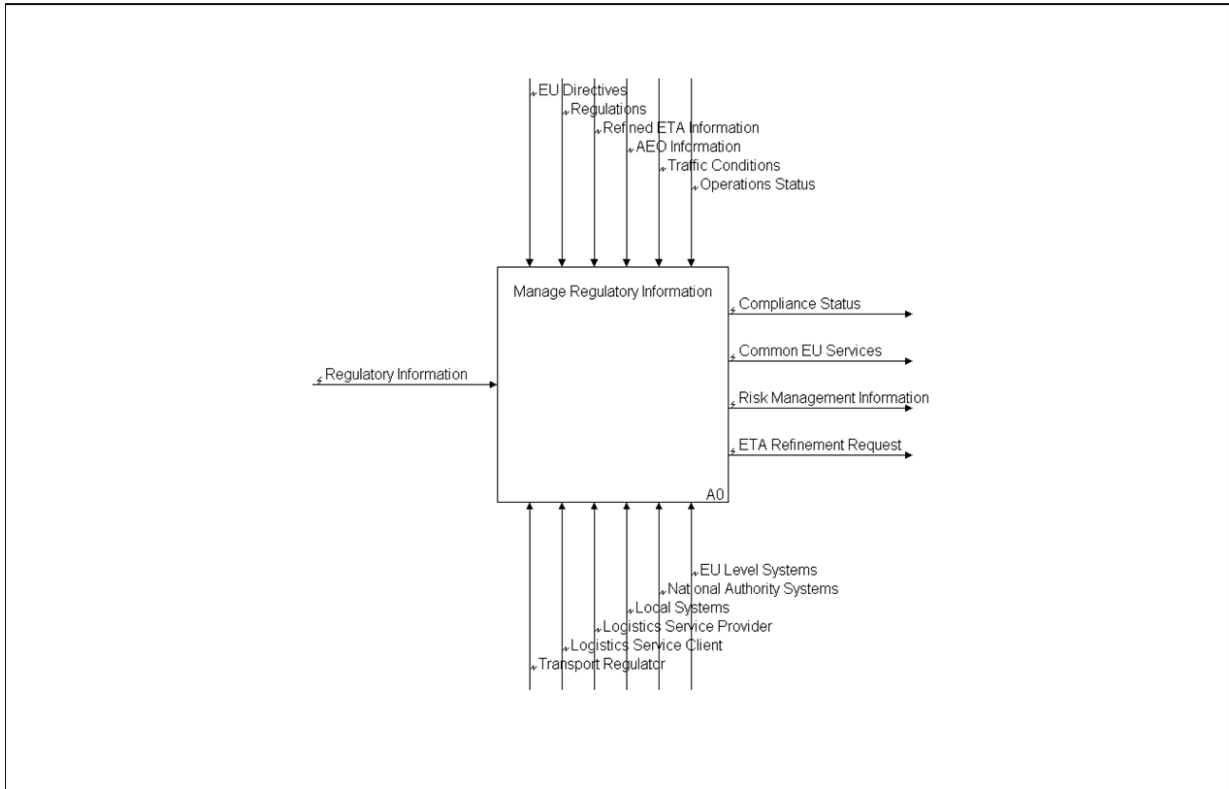 EU Directives
Regulations
Refined ETA Information
AEO Information
Traffic Conditions
Operations Status
Manage Regulatory Information
Compliance Status
Common EU Services
Regulatory Information
Risk Management Information
ETA Refinement Request
A0
EU Level Systems
National Authority Systems
Local Systems
Logistics Service Provider
Logistics Service Client
Transport Regulator